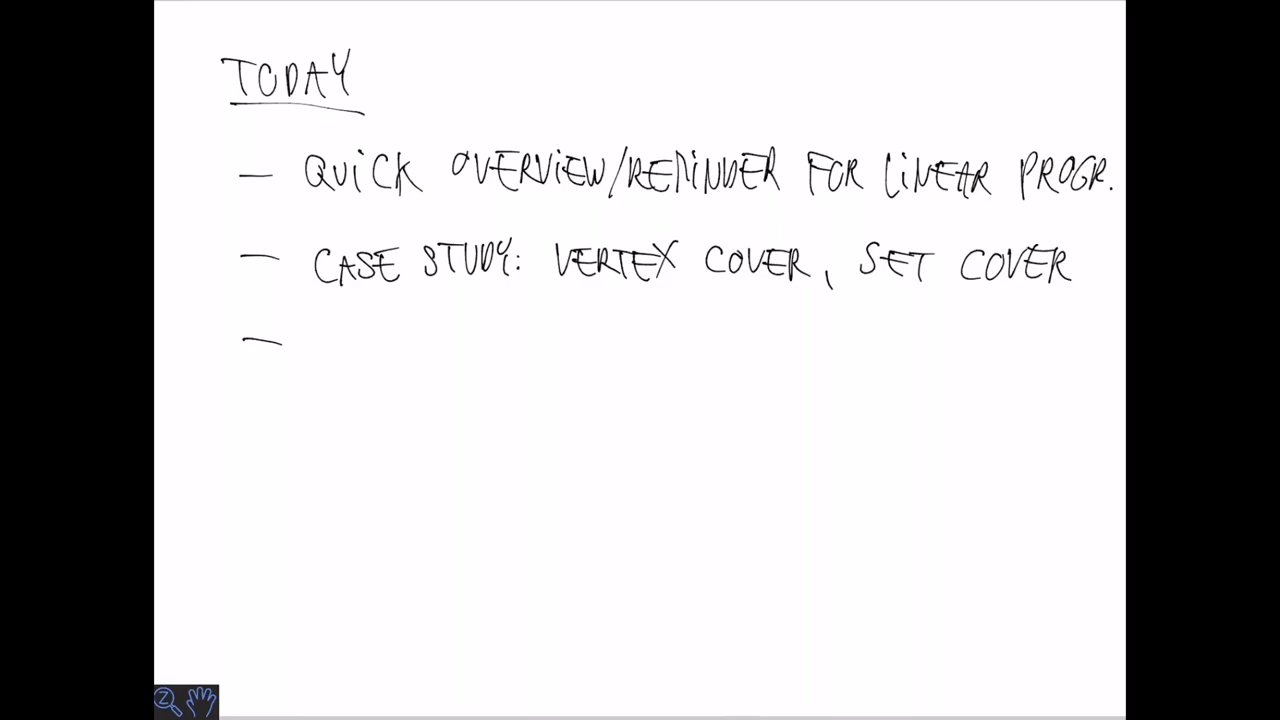 TODAY
— QUICK OVERVIEW/REMINDER FOR LINEAR PROGR.
— CASE STUDY: VERTEX COVER, SET COVER
—
Z